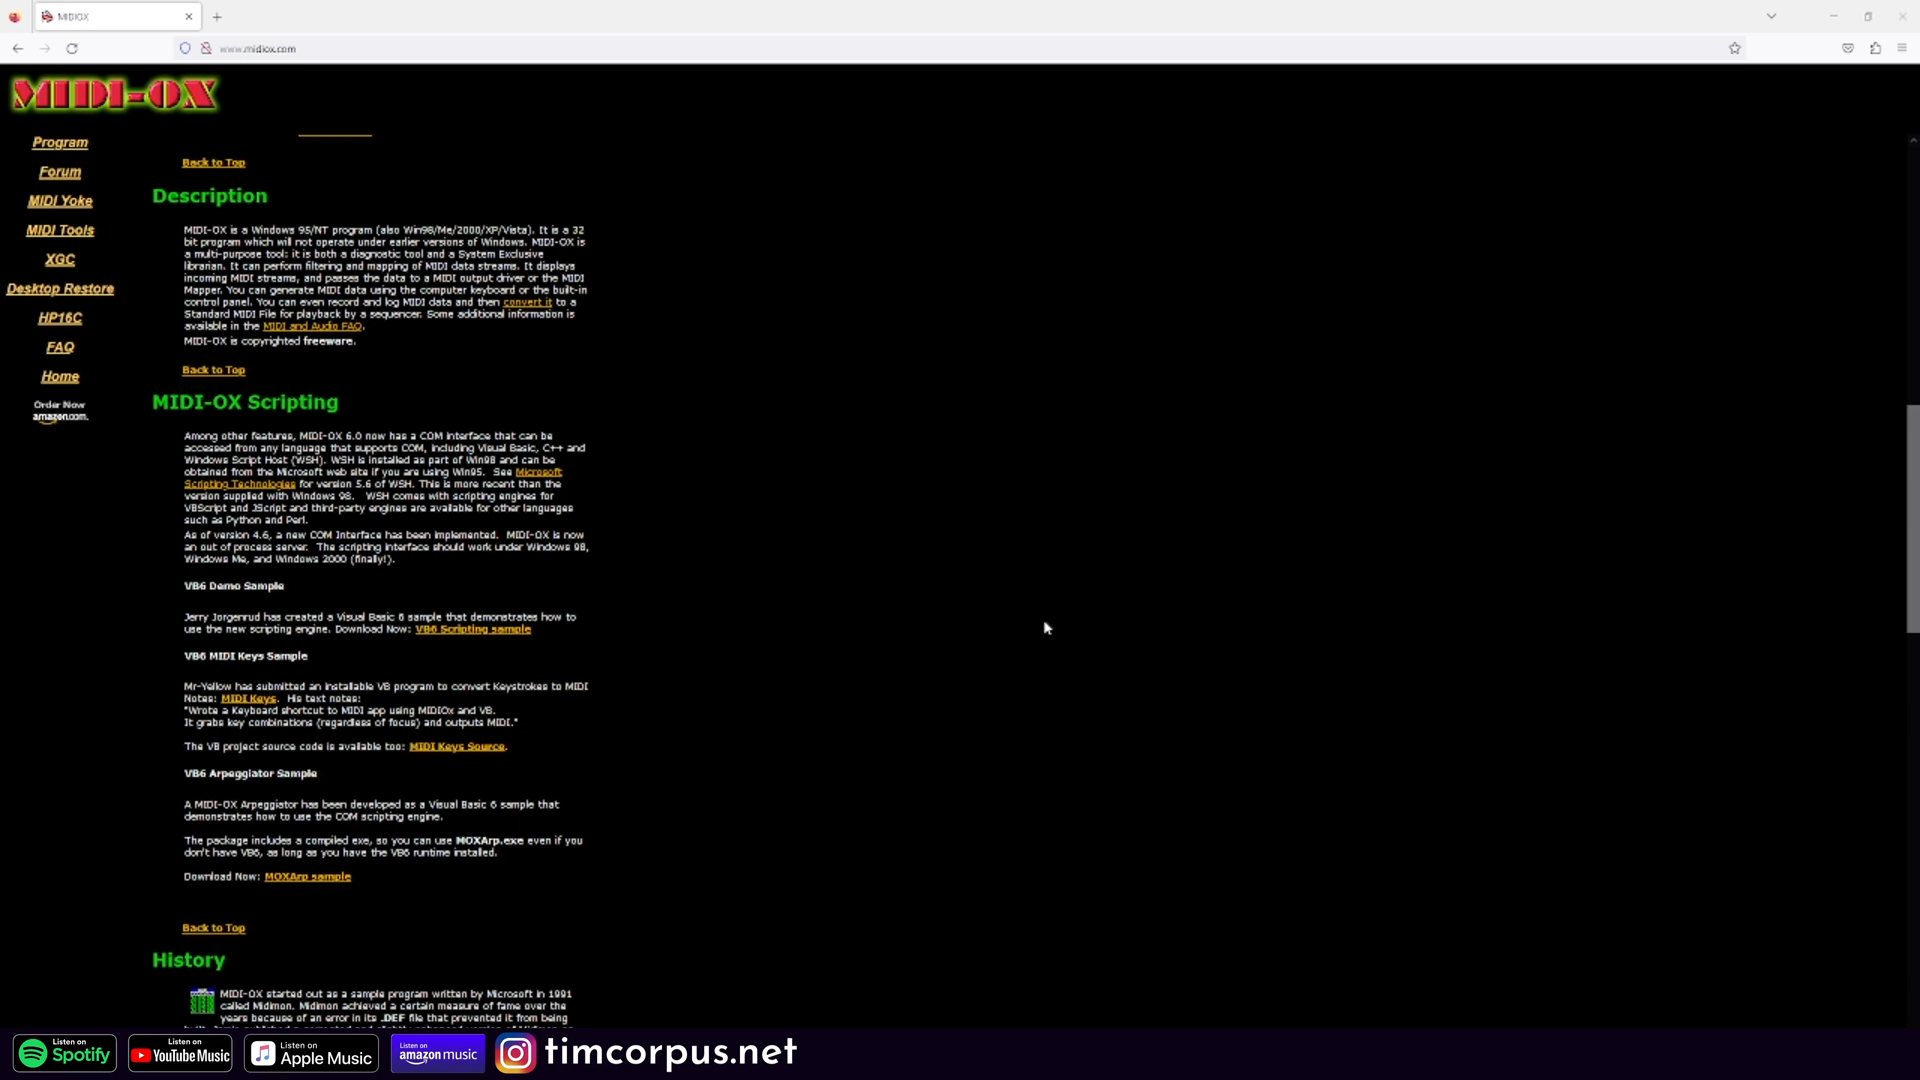 MIDIOX
www.midiox.com
MIDI-OX
Program
Forum
MIDI Yoke
MIDI Tools
XGC
Desktop Restore
HP16C
FAQ
Home
Order Now
amazon.com.
Back to Top
Description
MIDI-OX is a Windows 95/NT program (also Win98/Me/2000/XP/Vista). It is a 32
bit program which will not operate under earlier versions of Windows. MIDI-OX is
a multi-purpose tool: it is both a diagnostic tool and a System Exclusive
librarian. It can perform filtering and mapping of MIDI data streams. It displays
incoming MIDI streams, and passes the data to a MIDI output driver or the MIDI
Mapper. You can generate MIDI data using the computer keyboard or the built-in
control panel. You can even record and log MIDI data and then convert it to a
Standard MIDI File for playback by a sequencer. Some additional information is
available in the MIDI and Audio FAQ.
MIDI-OX is copyrighted freeware.
Back to Top
MIDI-OX Scripting
Among other features, MIDI-OX 6.0 now has a COM interface that can be
accessed from any language that supports COM, including Visual Basic, C++ and
Windows Script Host (WSH). WSH is installed as part of Win98 and can be
obtained from the Microsoft web site if you are using Win95. See Microsoft
Scripting Technologies for version 5.6 of WSH. This is more recent than the
version supplied with Windows 98. WSH comes with scripting engines for
VBScript and JScript and third-party engines are available for other languages
such as Python and Perl.
As of version 4.6, a new COM Interface has been implemented. MIDI-OX is now
an out of process server. The scripting interface should work under Windows 98,
Windows Me, and Windows 2000 (finally!).
VB6 Demo Sample
Jerry Jorgenrud has created a Visual Basic 6 sample that demonstrates how to
use the new scripting engine. Download Now: VB6 Scripting sample
VB6 MIDI Keys Sample
Mr-Yellow has submitted an installable VB program to convert Keystrokes to MIDI
Notes: MIDI Keys. His text notes:
"Wrote a Keyboard shortcut to MIDI app using MIDIOx and VB.
It grabs key combinations (regardless of focus) and outputs MIDI."
The VB project source code is available too: MIDI Keys Source.
VB6 Arpeggiator Sample
A MIDI-OX Arpeggiator has been developed as a Visual Basic 6 sample that
demonstrates how to use the COM scripting engine.
The package includes a compiled exe, so you can use MOXArp.exe even if you
don't have VB6, as long as you have the VB6 runtime installed.
Download Now: MOXArp sample
Back to Top
History
MIDI-OX started out as a sample program written by Microsoft in 1991
called Midimon. Midimon achieved a certain measure of fame over the
years because of an error in its .DEF file that prevented it from being
Listen on Spotify
Listen on YouTube Music
Listen on Apple Music
Listen on amazon music
timcorpus.net